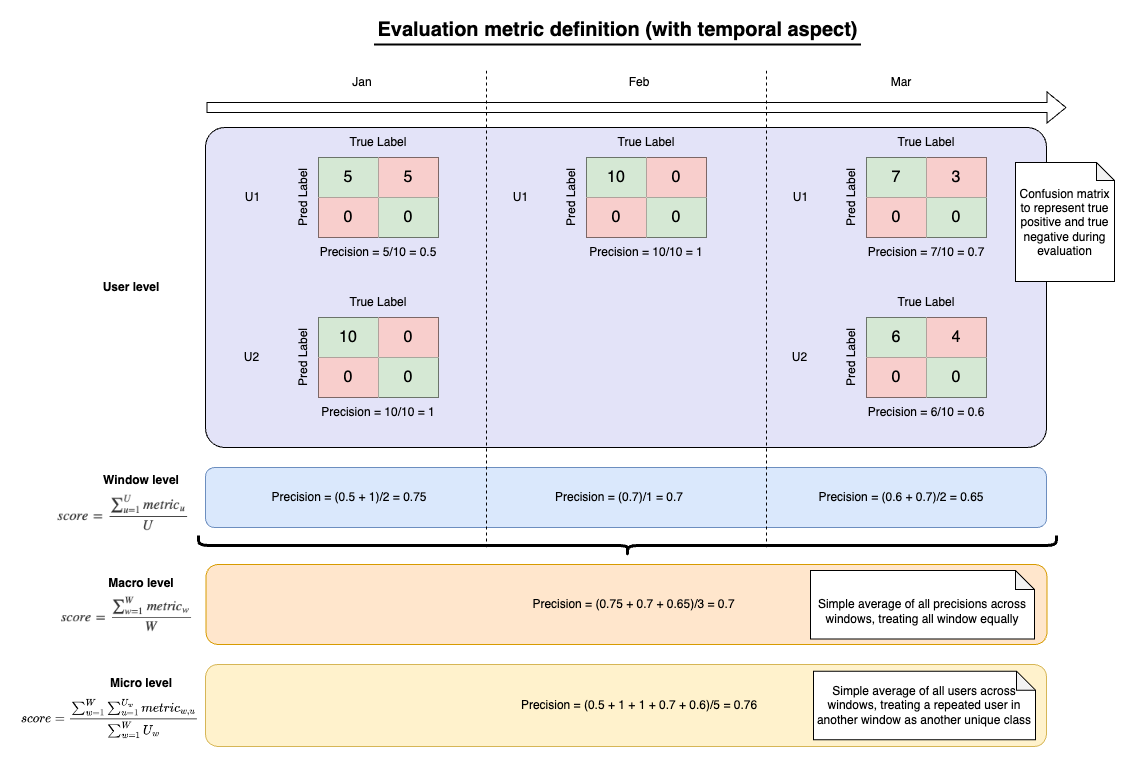 Evaluation metric definition (with temporal aspect)
Jan
Feb
Mar
User level
U1
True Label
Pred Label
5 5
0 0
Precision = 5/10 = 0.5
U1
True Label
Pred Label
10 0
0 0
Precision = 10/10 = 1
U1
True Label
Pred Label
7 3
0 0
Precision = 7/10 = 0.7
Confusion matrix
to represent true
positive and true
negative during
evaluation
U2
True Label
Pred Label
10 0
0 0
Precision = 10/10 = 1
U2
True Label
Pred Label
6 4
0 0
Precision = 6/10 = 0.6
Window level
score = ∑_{u=1}^{U} metric_u / U
Precision = (0.5 + 1)/2 = 0.75
Precision = (0.7)/1 = 0.7
Precision = (0.6 + 0.7)/2 = 0.65
Macro level
score = ∑_{w=1}^{W} metric_w / W
Precision = (0.75 + 0.7 + 0.65)/3 = 0.7
Simple average of all precisions across
windows, treating all window equally
Micro level
score = ∑_{w=1}^{W} ∑_{u=1}^{U_w} metric_{w,u} / ∑_{w=1}^{W} U_w
Precision = (0.5 + 1 + 1 + 0.7 + 0.6)/5 = 0.76
Simple average of all users across
windows, treating a repeated user in
another window as another unique class